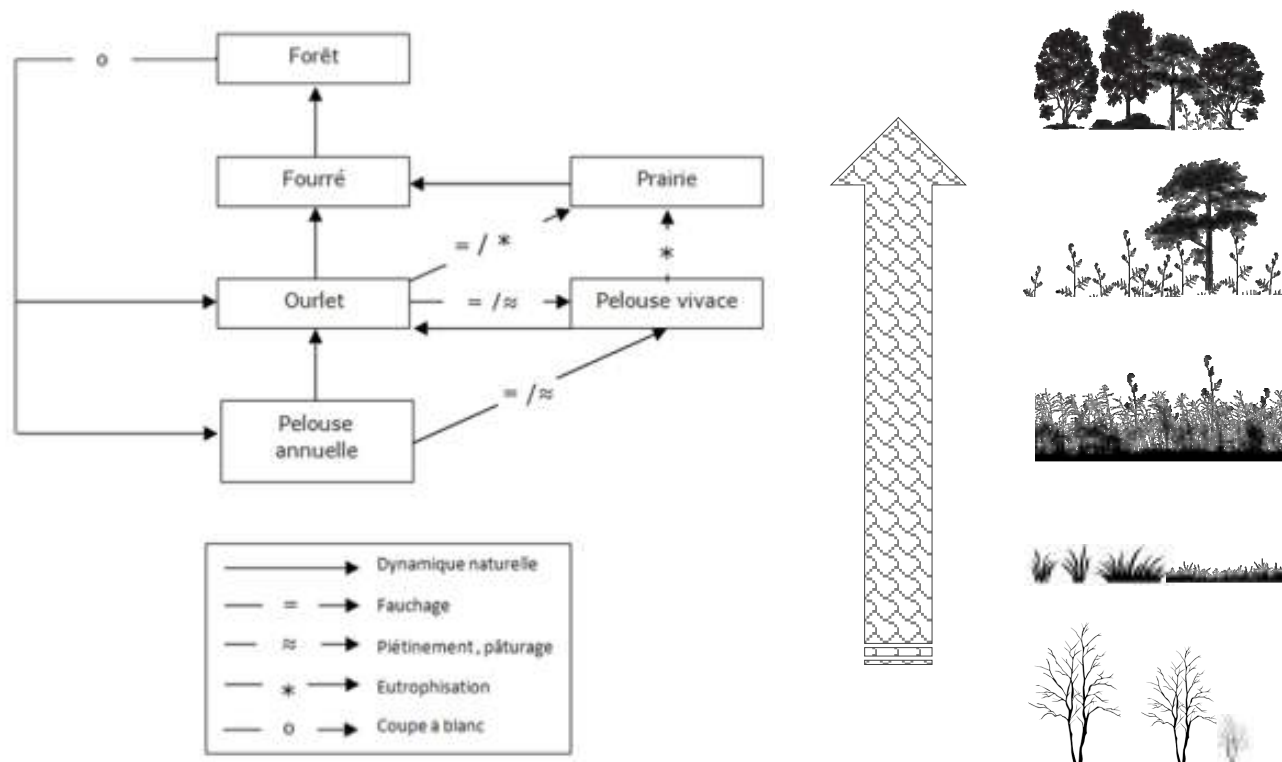 o
Forêt
Fourré
Prairie
= / *
*
Ourlet
= /≈
Pelouse vivace
= /≈
Pelouse
annuelle
Dynamique naturelle
= Fauchage
≈ Piétinement, pâturage
* Eutrophisation
o Coupe à blanc